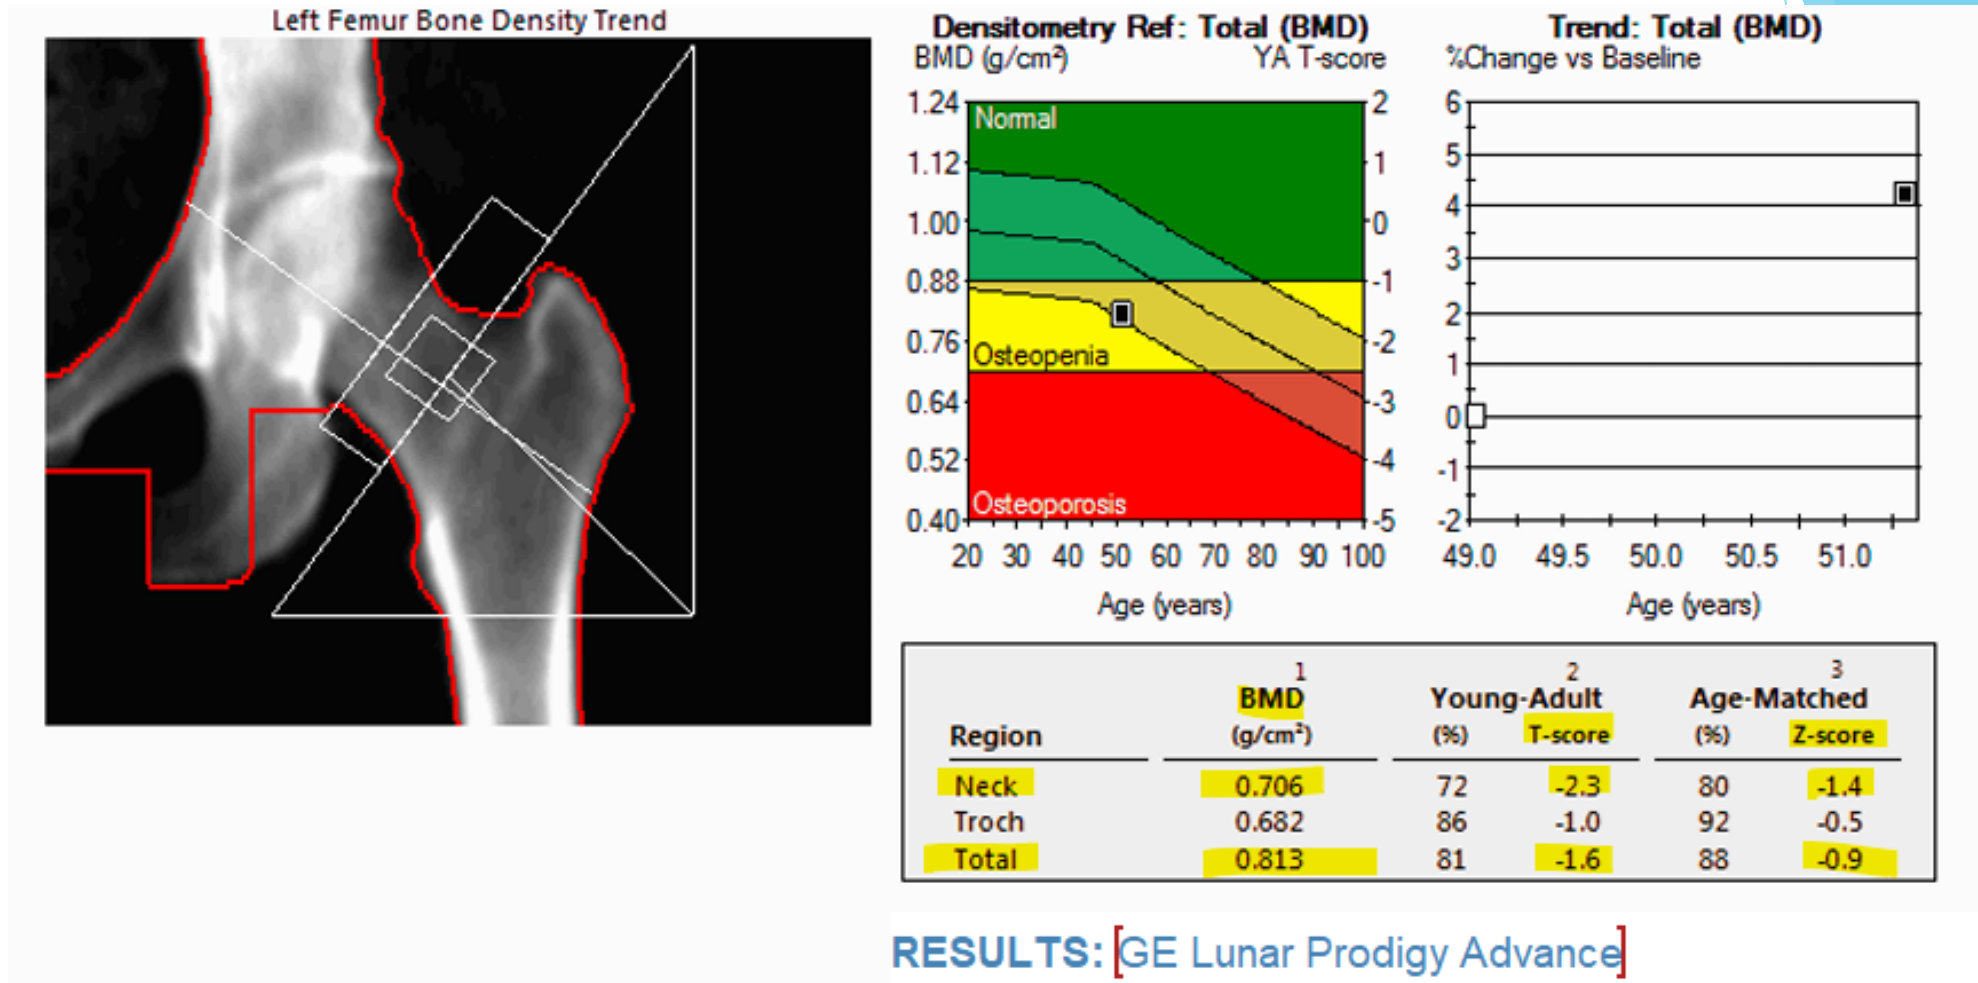 Left Femur Bone Density Trend
Densitometry Ref: Total (BMD)
BMD (g/cm²) YA T-score
1.24 2
Normal
1.12 1
1.00 0
0.88 -1
0.76 -2
Osteopenia
0.64 -3
0.52 -4
Osteoporosis
0.40 -5
20 30 40 50 60 70 80 90 100
Age (years)
Trend: Total (BMD)
%Change vs Baseline
6
5
4
3
2
1
0
-1
-2
49.0 49.5 50.0 50.5 51.0
Age (years)
1 2 3
BMD Young-Adult Age-Matched
Region (g/cm²) (%) T-score (%) Z-score
Neck 0.706 72 -2.3 80 -1.4
Troch 0.682 86 -1.0 92 -0.5
Total 0.813 81 -1.6 88 -0.9
RESULTS: [GE Lunar Prodigy Advance]